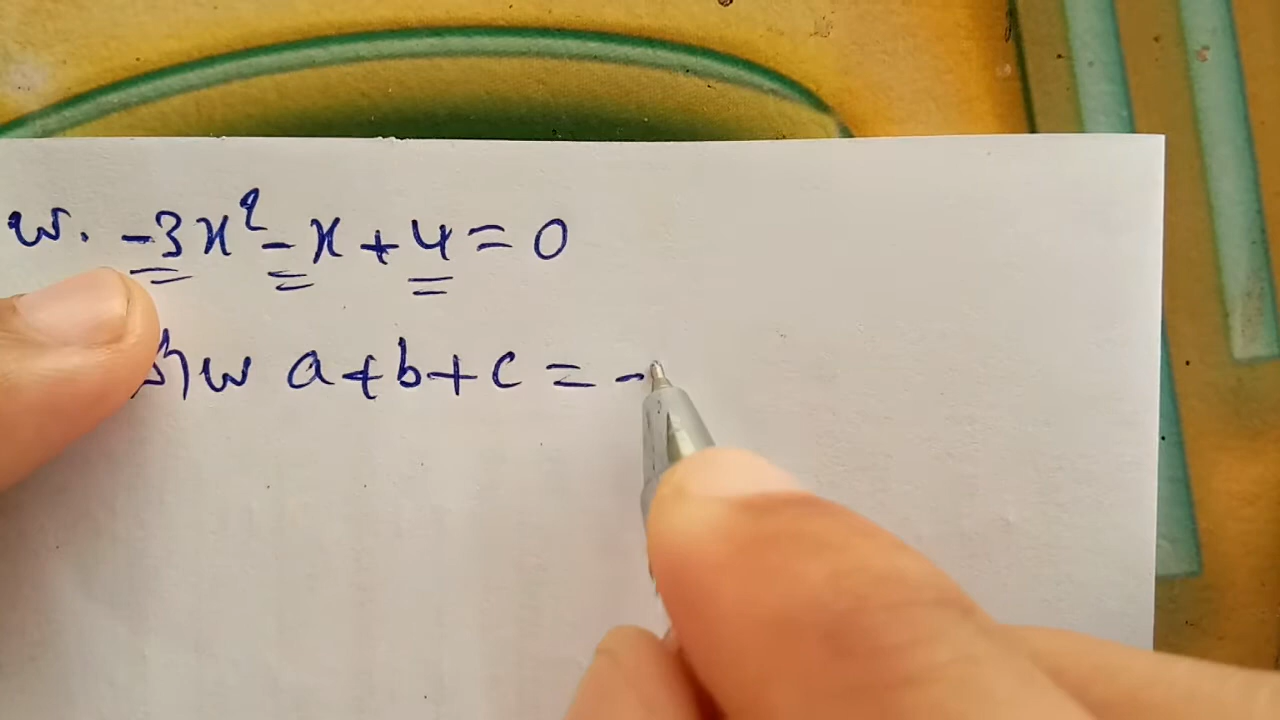 w. -3x² - x + 4 = 0
w a + b + c = -